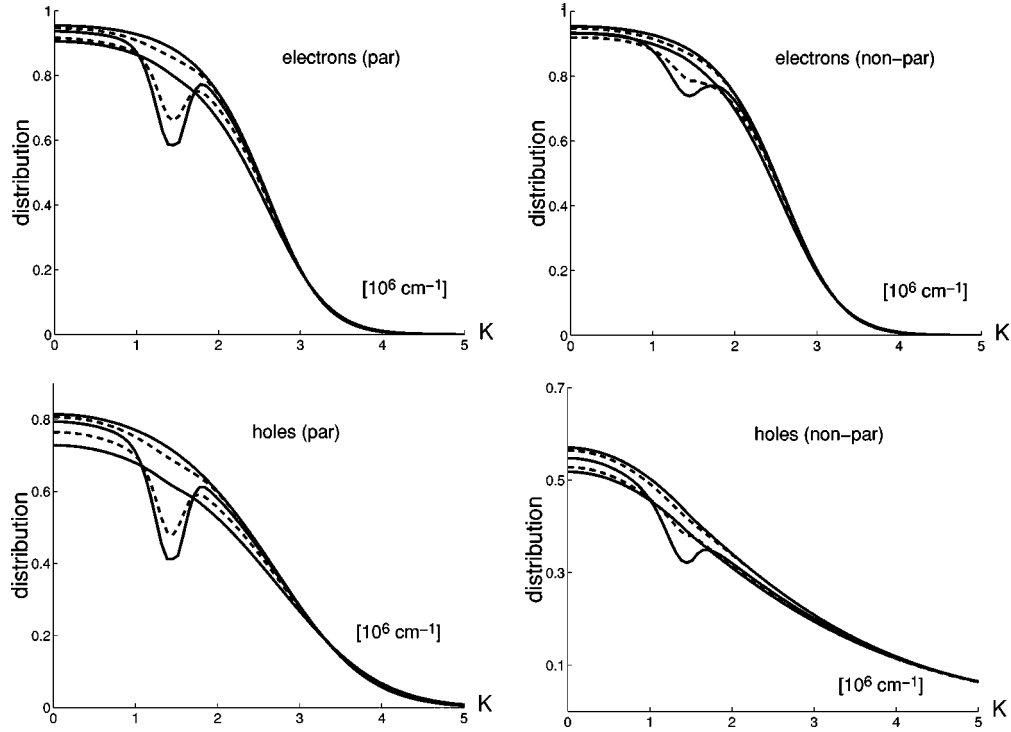 1
electrons (par)
0.8
0.6
distribution
0.4
0.2
[10⁶ cm⁻¹]
0
0 1 2 3 4 5 K
1
electrons (non-par)
0.8
0.6
distribution
0.4
0.2
[10⁶ cm⁻¹]
0
0 1 2 3 4 5 K
0.8
holes (par)
0.6
distribution
0.4
0.2
[10⁶ cm⁻¹]
0
0 1 2 3 4 5 K
0.7
holes (non-par)
0.5
distribution
0.3
0.1
[10⁶ cm⁻¹]
0 1 2 3 4 5 K